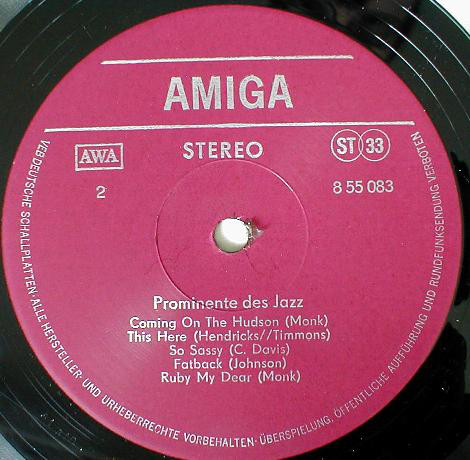 AMIGA
AWA
STEREO
ST 33
2
8 55 083
Prominente des Jazz
Coming On The Hudson (Monk)
This Here (Hendricks//Timmons)
So Sassy (C. Davis)
Fatback (Johnson)
Ruby My Dear (Monk)
VEB DEUTSCHE SCHALLPLATTEN · ALLE HERSTELLER- UND URHEBERRECHTE VORBEHALTEN · ÜBERSPIELUNG, ÖFFENTLICHE AUFFÜHRUNG UND RUNDFUNKSENDUNG VERBOTEN